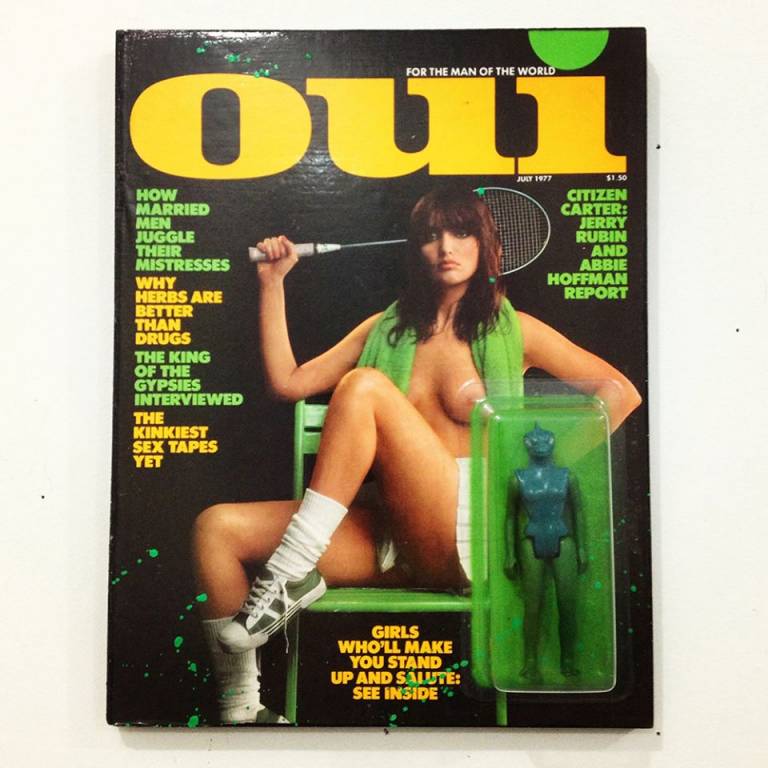 FOR THE MAN OF THE WORLD
oui
JULY 1977
$1.50
HOW
MARRIED
MEN
JUGGLE
THEIR
MISTRESSES
WHY
HERBS ARE
BETTER
THAN
DRUGS
THE KING
OF THE
GYPSIES
INTERVIEWED
THE
KINKIEST
SEX TAPES
YET
CITIZEN
CARTER:
JERRY
RUBIN
AND
ABBIE
HOFFMAN
REPORT
GIRLS
WHO'LL MAKE
YOU STAND
UP AND SALUTE:
SEE INSIDE